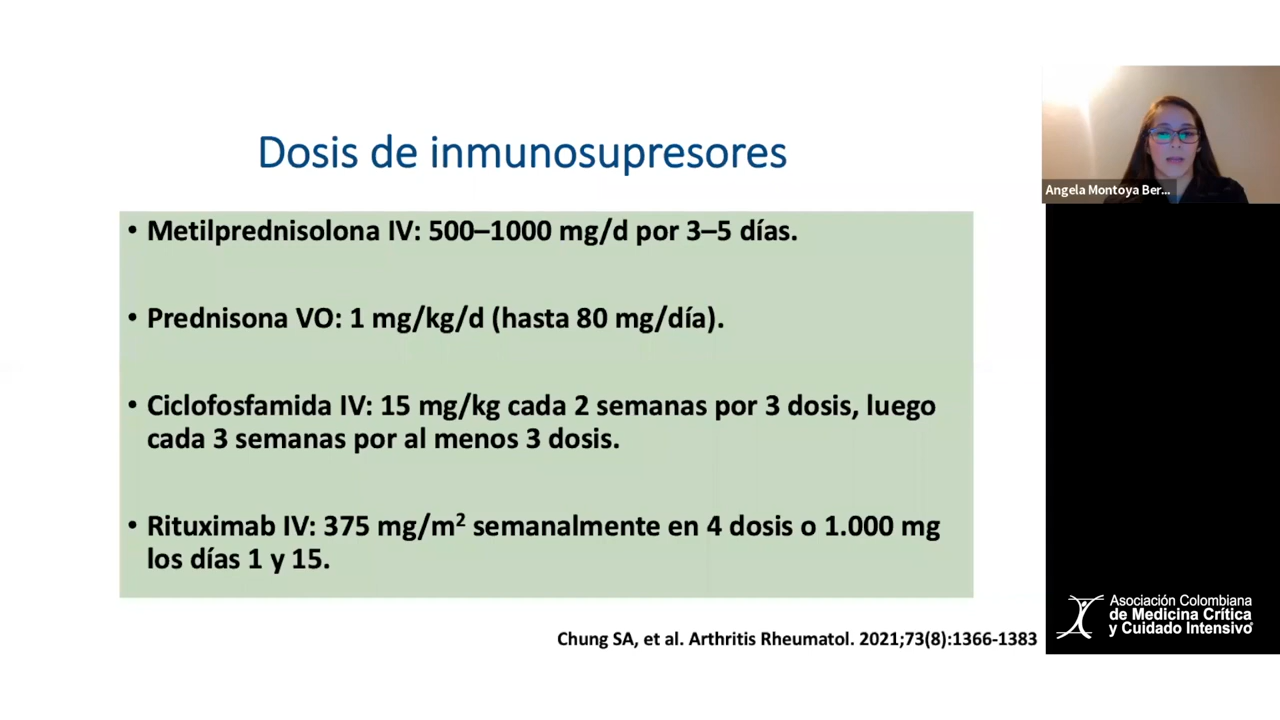 Dosis de inmunosupresores
• Metilprednisolona IV: 500–1000 mg/d por 3–5 días.
• Prednisona VO: 1 mg/kg/d (hasta 80 mg/día).
• Ciclofosfamida IV: 15 mg/kg cada 2 semanas por 3 dosis, luego
cada 3 semanas por al menos 3 dosis.
• Rituximab IV: 375 mg/m² semanalmente en 4 dosis o 1.000 mg
los días 1 y 15.
Chung SA, et al. Arthritis Rheumatol. 2021;73(8):1366-1383
Angela Montoya Ber...
Asociación Colombiana
de Medicina Crítica
y Cuidado Intensivo